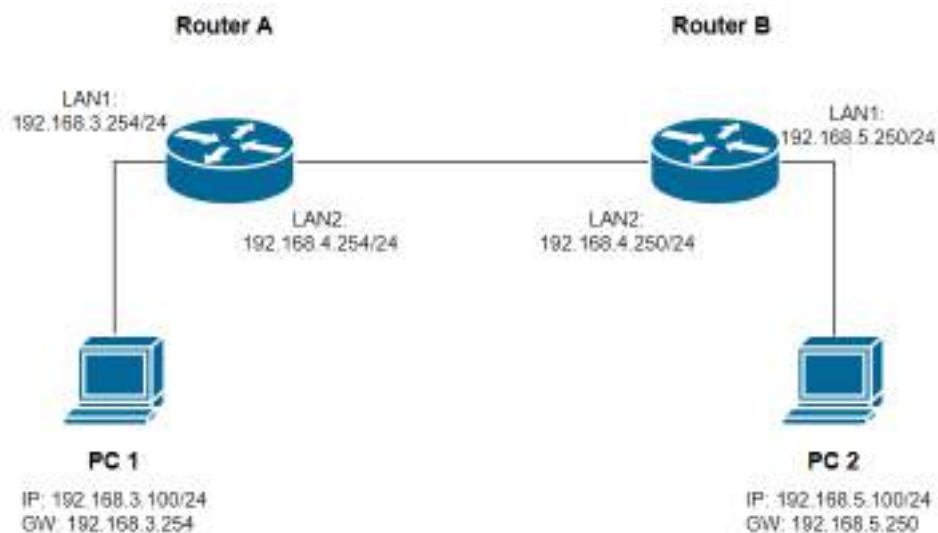 Router A
Router B
LAN1:
192.168.3.254/24
LAN1:
192.168.5.250/24
LAN2:
192.168.4.254/24
LAN2:
192.168.4.250/24
PC 1
IP: 192.168.3.100/24
GW: 192.168.3.254
PC 2
IP: 192.168.5.100/24
GW: 192.168.5.250